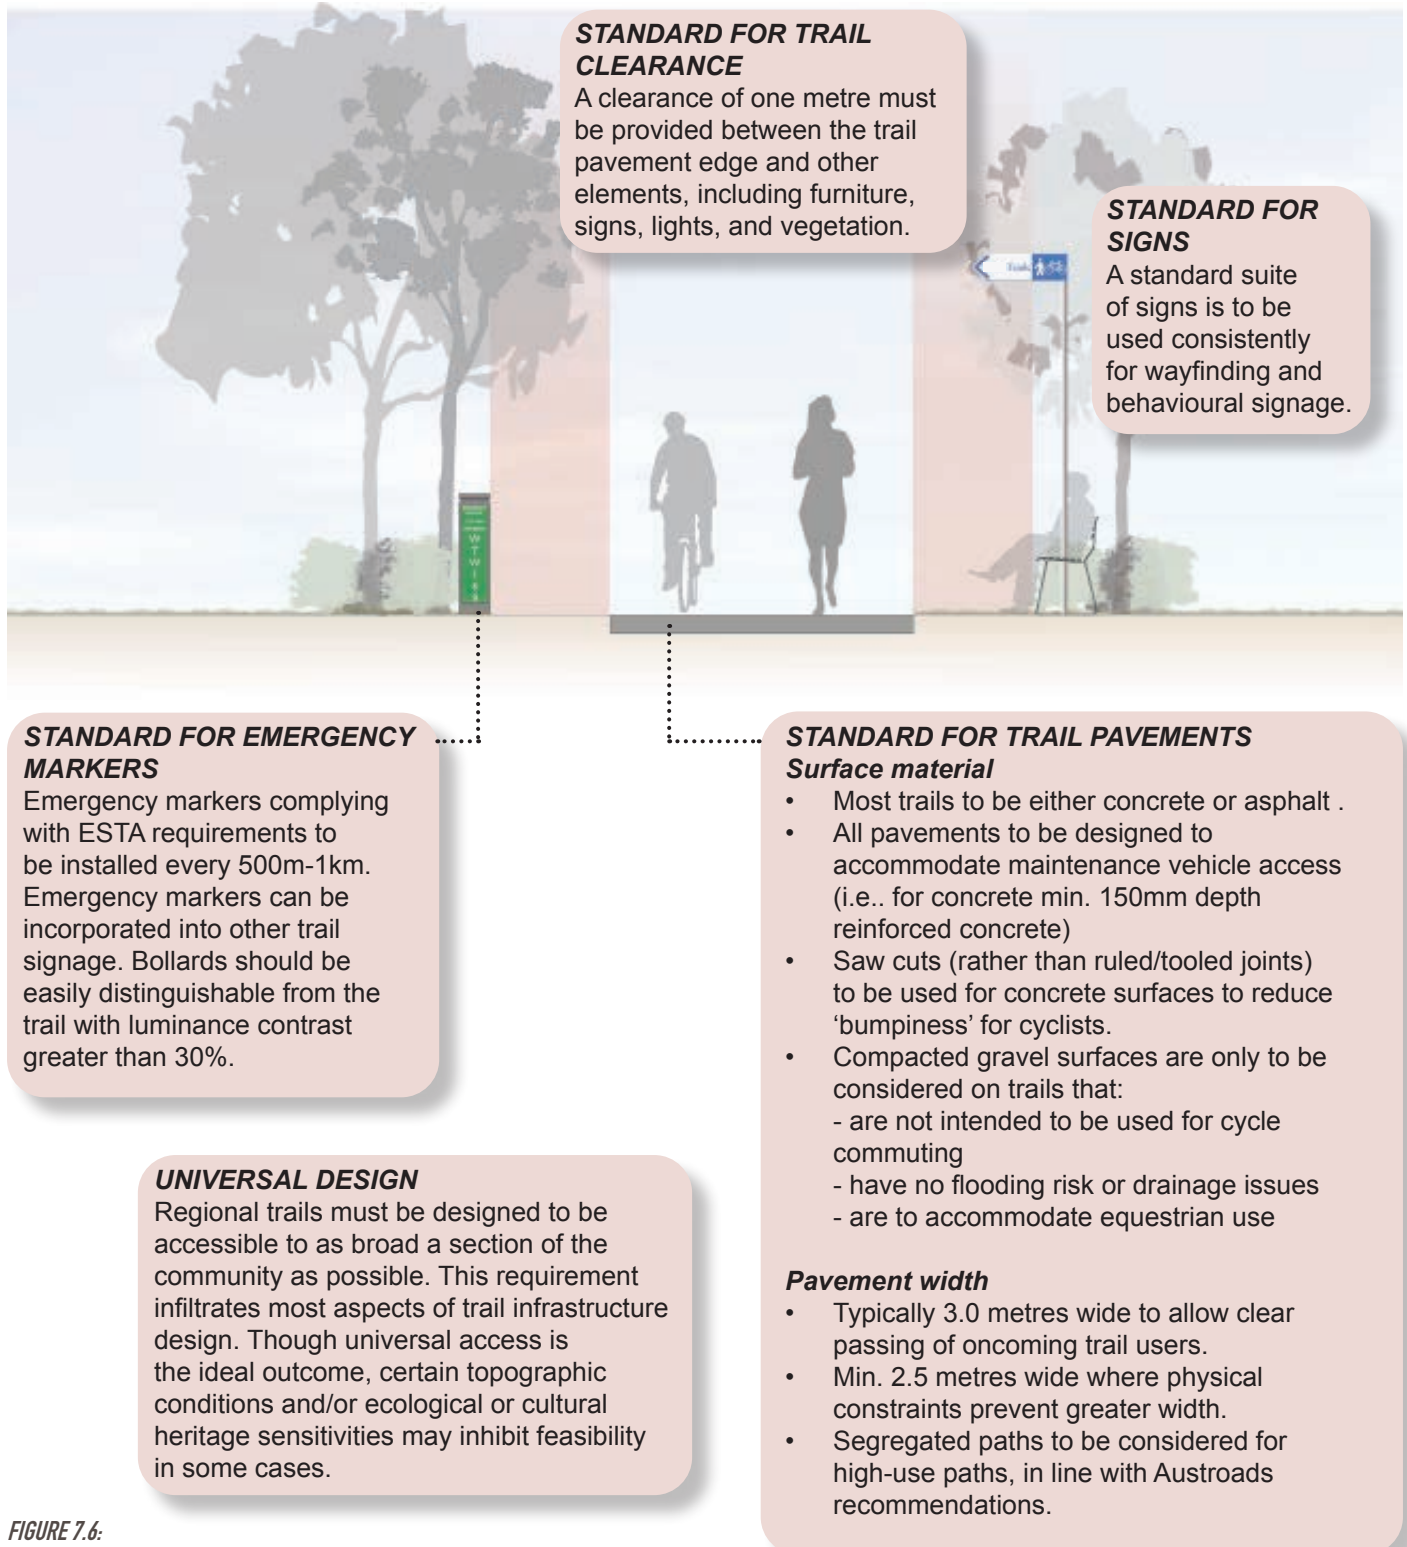 STANDARD FOR TRAIL
CLEARANCE
A clearance of one metre must
be provided between the trail
pavement edge and other
elements, including furniture,
signs, lights, and vegetation.
STANDARD FOR
SIGNS
A standard suite
of signs is to be
used consistently
for wayfinding and
behavioural signage.
Trail
STANDARD FOR EMERGENCY
MARKERS
Emergency markers complying
with ESTA requirements to
be installed every 500m-1km.
Emergency markers can be
incorporated into other trail
signage. Bollards should be
easily distinguishable from the
trail with luminance contrast
greater than 30%.
UNIVERSAL DESIGN
Regional trails must be designed to be
accessible to as broad a section of the
community as possible. This requirement
infiltrates most aspects of trail infrastructure
design. Though universal access is
the ideal outcome, certain topographic
conditions and/or ecological or cultural
heritage sensitivities may inhibit feasibility
in some cases.
STANDARD FOR TRAIL PAVEMENTS
Surface material
• Most trails to be either concrete or asphalt .
• All pavements to be designed to
accommodate maintenance vehicle access
(i.e.. for concrete min. 150mm depth
reinforced concrete)
• Saw cuts (rather than ruled/tooled joints)
to be used for concrete surfaces to reduce
‘bumpiness’ for cyclists.
• Compacted gravel surfaces are only to be
considered on trails that:
- are not intended to be used for cycle
commuting
- have no flooding risk or drainage issues
- are to accommodate equestrian use
Pavement width
• Typically 3.0 metres wide to allow clear
passing of oncoming trail users.
• Min. 2.5 metres wide where physical
constraints prevent greater width.
• Segregated paths to be considered for
high-use paths, in line with Austroads
recommendations.
FIGURE 7.6: